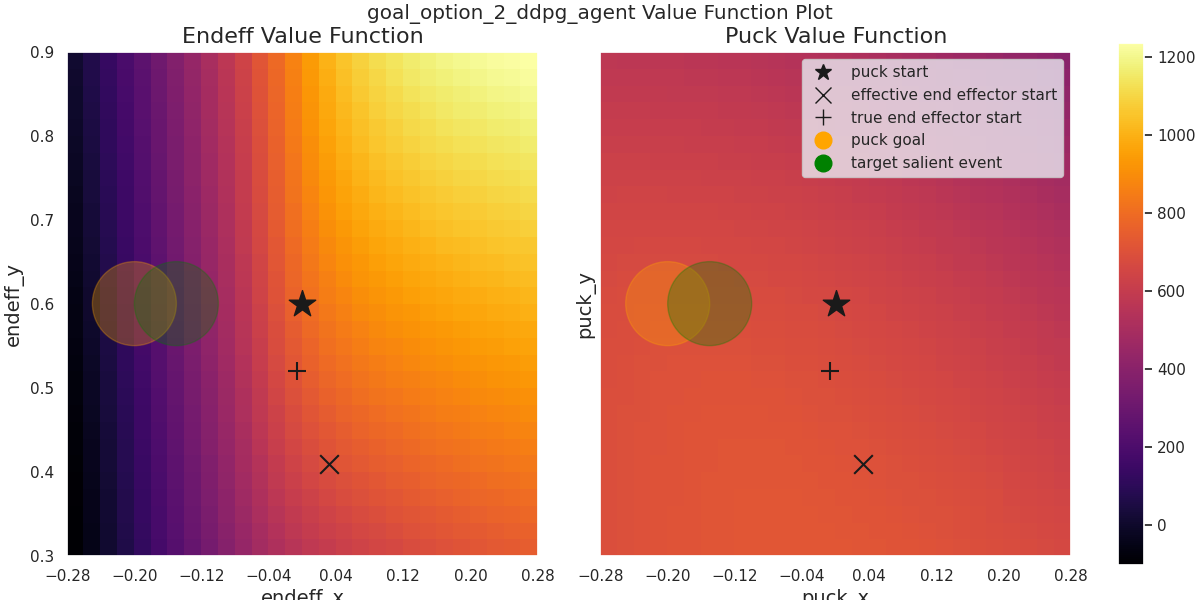 goal_option_2_ddpg_agent Value Function Plot
Endeff Value Function
Puck Value Function
0.9
0.8
0.7
0.6
0.5
0.4
0.3
endeff_y
−0.28 −0.20 −0.12 −0.04 0.04 0.12 0.20 0.28
endeff_x
puck start
effective end effector start
true end effector start
puck goal
target salient event
puck_y
−0.28 −0.20 −0.12 −0.04 0.04 0.12 0.20 0.28
puck_x
1200
1000
800
600
400
200
0